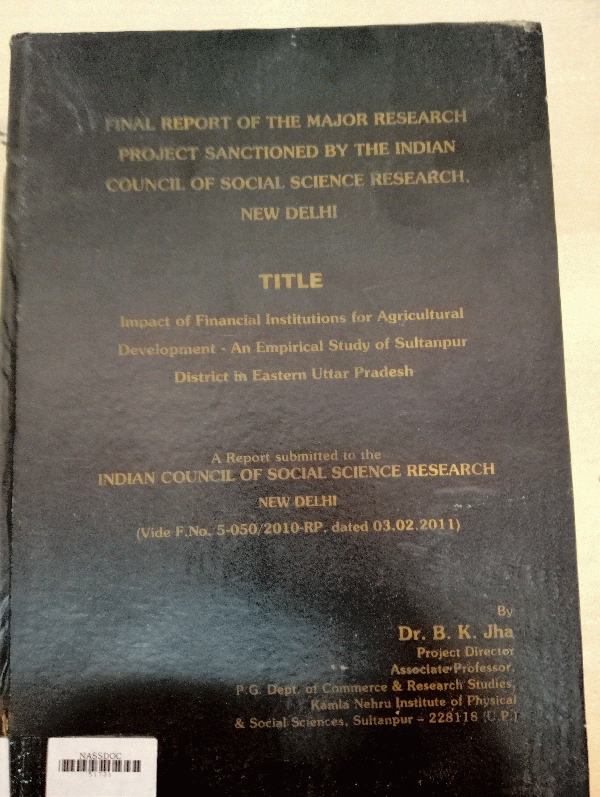 FINAL REPORT OF THE MAJOR RESEARCH
PROJECT SANCTIONED BY THE INDIAN
COUNCIL OF SOCIAL SCIENCE RESEARCH,
NEW DELHI
TITLE
Impact of Financial Institutions for Agricultural
Development - An Empirical Study of Sultanpur
District in Eastern Uttar Pradesh
A Report submitted to the
INDIAN COUNCIL OF SOCIAL SCIENCE RESEARCH
NEW DELHI
(Vide F.No. 5-050/2010-RP, dated 03.02.2011)
By
Dr. B. K. Jha
Project Director
Associate Professor,
P.G. Dept. of Commerce & Research Studies,
Kamla Nehru Institute of Physical
& Social Sciences, Sultanpur - 228118 (U.P.)
NASSDOC